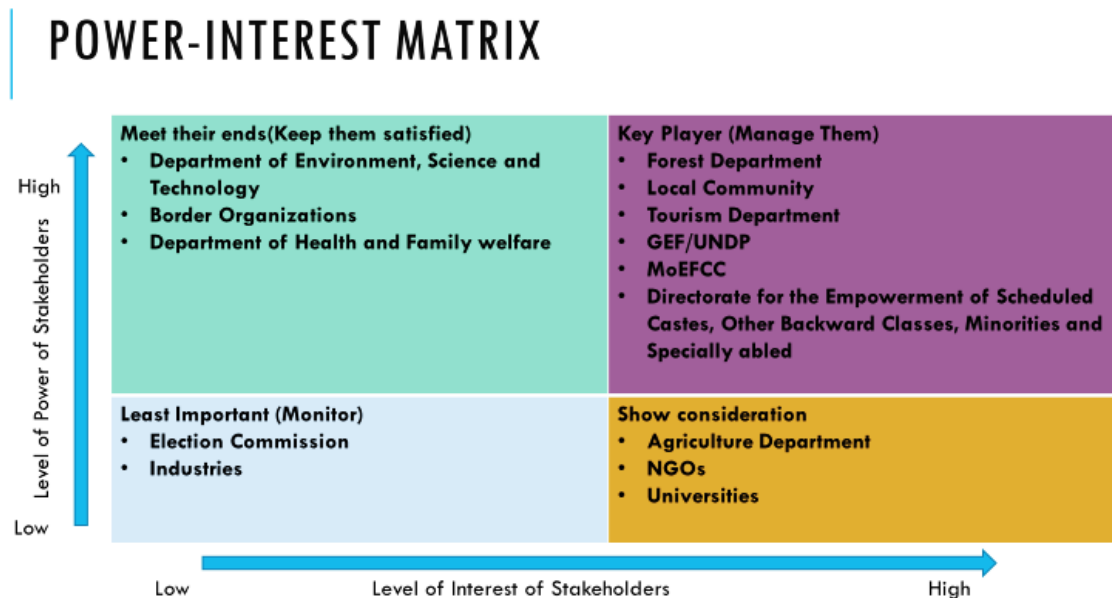 POWER-INTEREST MATRIX
Meet their ends(Keep them satisfied)
• Department of Environment, Science and
Technology
• Border Organizations
• Department of Health and Family welfare
Key Player (Manage Them)
• Forest Department
• Local Community
• Tourism Department
• GEF/UNDP
• MoEFCC
• Directorate for the Empowerment of Scheduled
Castes, Other Backward Classes, Minorities and
Specially abled
High
Level of Power of Stakeholders
Low
Least Important (Monitor)
• Election Commission
• Industries
Show consideration
• Agriculture Department
• NGOs
• Universities
Low
Level of Interest of Stakeholders
High